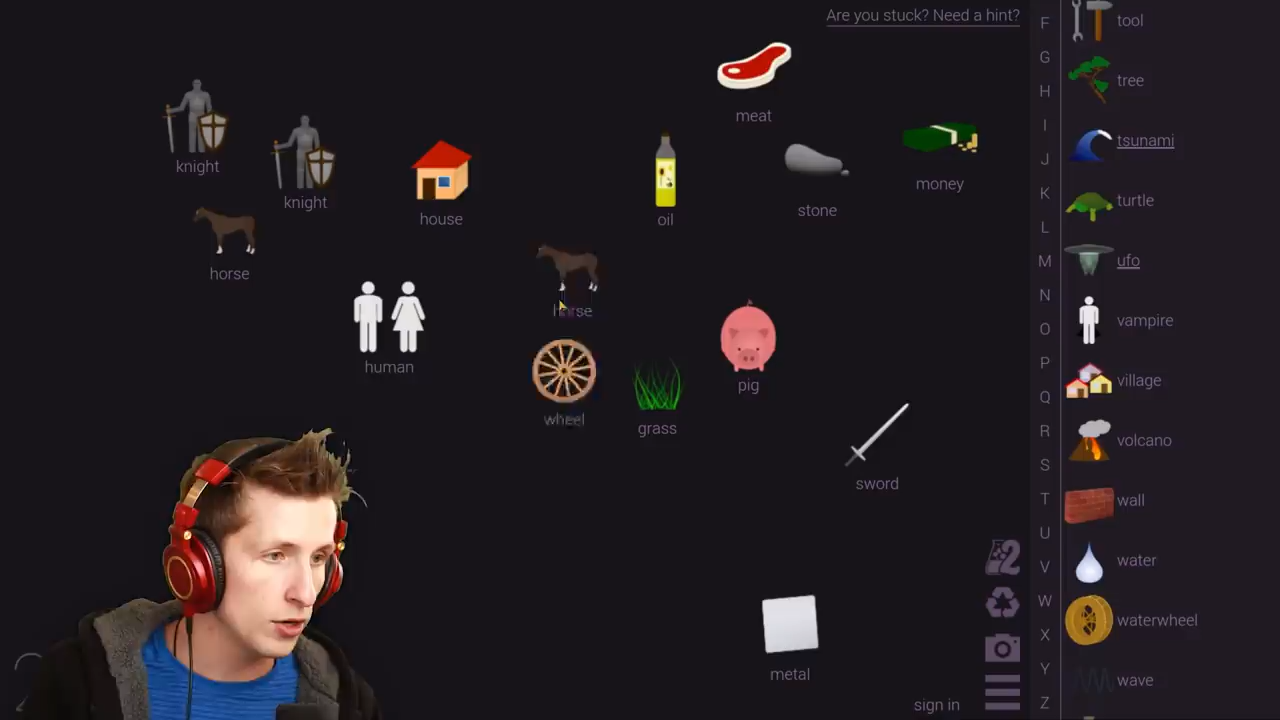 Are you stuck? Need a hint?
meat
knight
knight
house
oil
stone
money
horse
horse
human
wheel
grass
pig
sword
metal
sign in
2
F
G
H
I
J
K
L
M
N
O
P
Q
R
S
T
U
V
W
X
Y
Z
tool
tree
tsunami
turtle
ufo
vampire
village
volcano
wall
water
waterwheel
wave